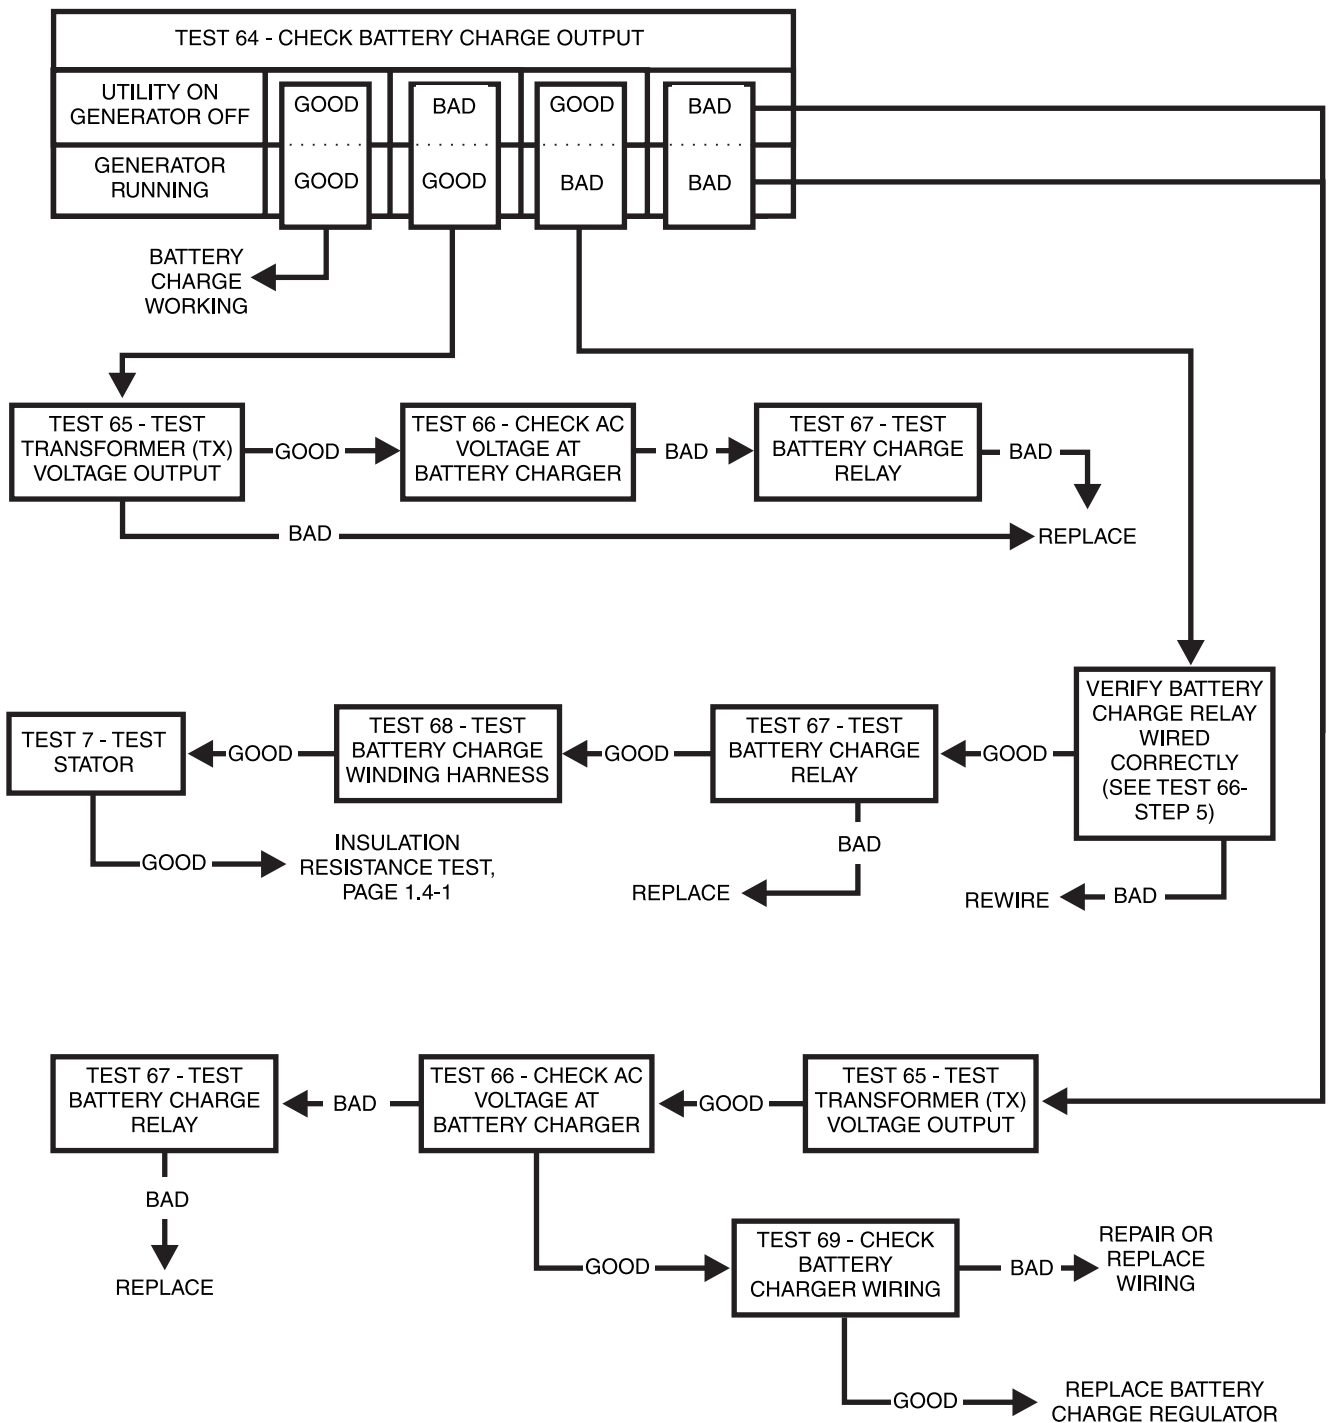 TEST 64 - CHECK BATTERY CHARGE OUTPUT
UTILITY ON
GENERATOR OFF
GOOD
BAD
GOOD
BAD
GENERATOR
RUNNING
GOOD
GOOD
BAD
BAD
BATTERY
CHARGE
WORKING
TEST 65 - TEST
TRANSFORMER (TX)
VOLTAGE OUTPUT
GOOD
TEST 66 - CHECK AC
VOLTAGE AT
BATTERY CHARGER
BAD
TEST 67 - TEST
BATTERY CHARGE
RELAY
BAD
BAD
REPLACE
VERIFY BATTERY
CHARGE RELAY
WIRED
CORRECTLY
(SEE TEST 66-
STEP 5)
GOOD
TEST 67 - TEST
BATTERY CHARGE
RELAY
GOOD
TEST 68 - TEST
BATTERY CHARGE
WINDING HARNESS
GOOD
TEST 7 - TEST
STATOR
GOOD
INSULATION
RESISTANCE TEST,
PAGE 1.4-1
BAD
REPLACE
BAD
REWIRE
TEST 65 - TEST
TRANSFORMER (TX)
VOLTAGE OUTPUT
GOOD
TEST 66 - CHECK AC
VOLTAGE AT
BATTERY CHARGER
BAD
TEST 67 - TEST
BATTERY CHARGE
RELAY
BAD
REPLACE
GOOD
TEST 69 - CHECK
BATTERY
CHARGER WIRING
BAD
REPAIR OR
REPLACE
WIRING
GOOD
REPLACE BATTERY
CHARGE REGULATOR